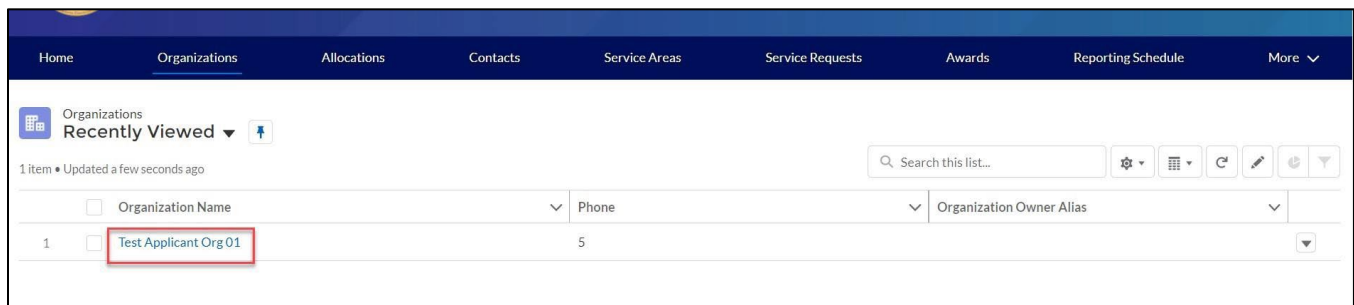 Home Organizations Allocations Contacts Service Areas Service Requests Awards Reporting Schedule More
Organizations
Recently Viewed
1 item • Updated a few seconds ago
Search this list...
Organization Name Phone Organization Owner Alias
1 Test Applicant Org 01 5